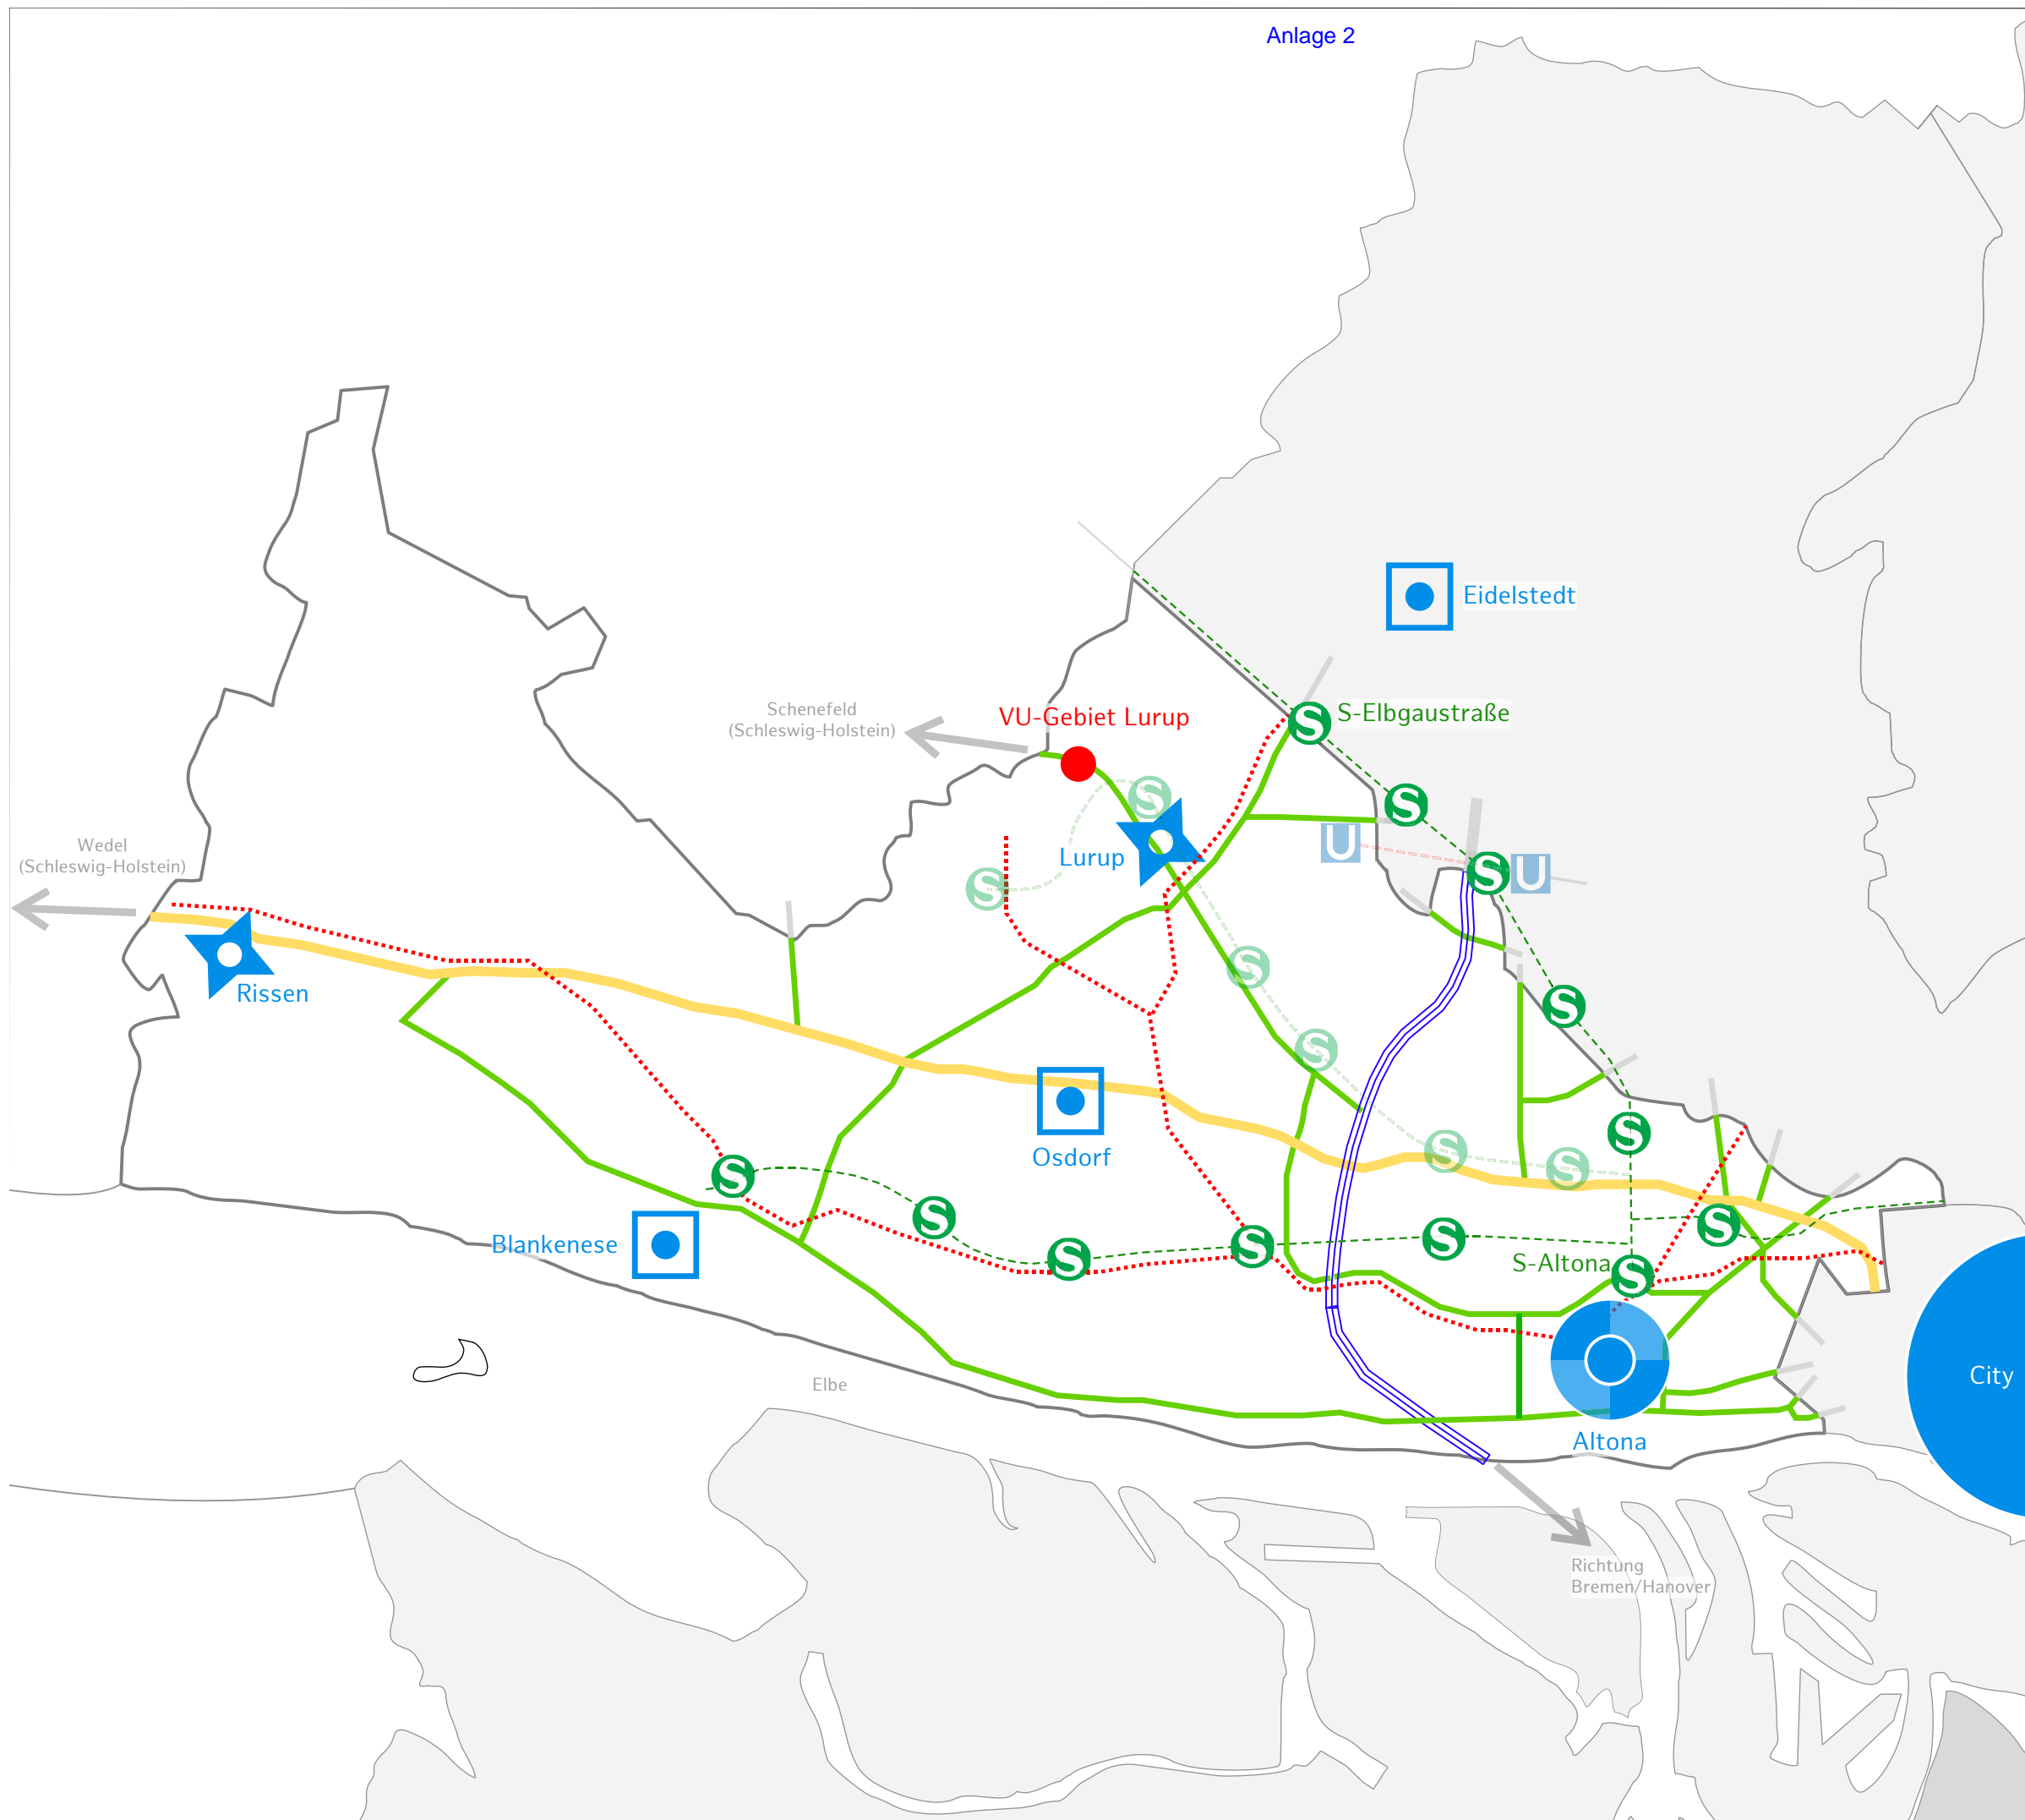 Anlage 2
Eidelstedt
Schenefeld
(Schleswig-Holstein)
VU-Gebiet Lurup
S
S-Elbgaustraße
S
S
Wedel
(Schleswig-Holstein)
U
Lurup
S
S
U
Rissen
S
S
S
Osdorf
S
S
S
S
Blankenese
S
S
S
S
S
S
S-Altona
S
Elbe
City
Altona
Richtung
Bremen/Hanover